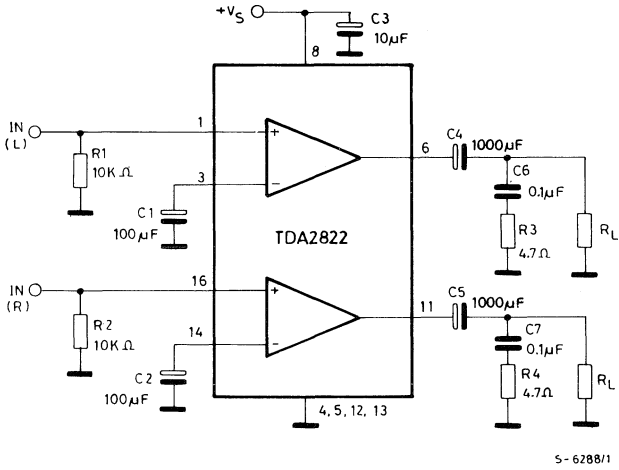 +VS
C3
10µF
8
IN
(L)
1
R1
10KΩ
3
C1
100µF
TDA2822
6
C4
1000µF
C6
0.1µF
R3
4.7Ω
RL
IN
(R)
16
R2
10KΩ
14
C2
100µF
11
C5
1000µF
C7
0.1µF
R4
4.7Ω
RL
4, 5, 12, 13
S-6288/1
+
−
+
−